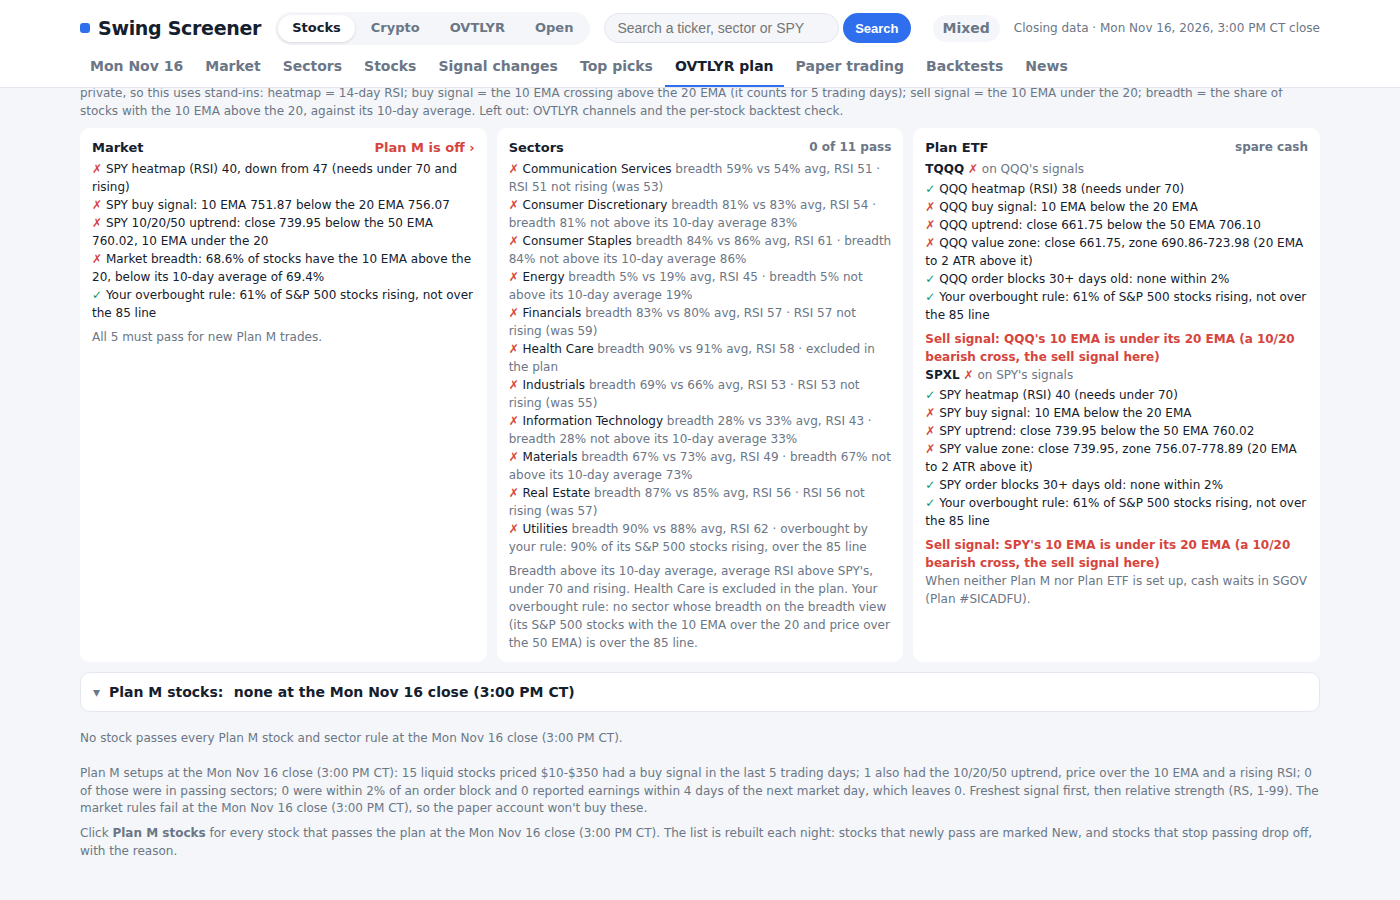 Swing Screener
Stocks
Crypto
OVTLYR
Open
Search a ticker, sector or SPY
Search
Mixed
Closing data · Mon Nov 16, 2026, 3:00 PM CT close
Mon Nov 16
Market
Sectors
Stocks
Signal changes
Top picks
OVTLYR plan
Paper trading
Backtests
News
private, so this uses stand-ins: heatmap = 14-day RSI; buy signal = the 10 EMA crossing above the 20 EMA (it counts for 5 trading days); sell signal = the 10 EMA under the 20; breadth = the share of
stocks with the 10 EMA above the 20, against its 10-day average. Left out: OVTLYR channels and the per-stock backtest check.
Market
Plan M is off ›
✗ SPY heatmap (RSI) 40, down from 47 (needs under 70 and
rising)
✗ SPY buy signal: 10 EMA 751.87 below the 20 EMA 756.07
✗ SPY 10/20/50 uptrend: close 739.95 below the 50 EMA
760.02, 10 EMA under the 20
✗ Market breadth: 68.6% of stocks have the 10 EMA above the
20, below its 10-day average of 69.4%
✓ Your overbought rule: 61% of S&P 500 stocks rising, not over
the 85 line
All 5 must pass for new Plan M trades.
Sectors
0 of 11 pass
✗ Communication Services breadth 59% vs 54% avg, RSI 51 ·
RSI 51 not rising (was 53)
✗ Consumer Discretionary breadth 81% vs 83% avg, RSI 54 ·
breadth 81% not above its 10-day average 83%
✗ Consumer Staples breadth 84% vs 86% avg, RSI 61 · breadth
84% not above its 10-day average 86%
✗ Energy breadth 5% vs 19% avg, RSI 45 · breadth 5% not
above its 10-day average 19%
✗ Financials breadth 83% vs 80% avg, RSI 57 · RSI 57 not
rising (was 59)
✗ Health Care breadth 90% vs 91% avg, RSI 58 · excluded in
the plan
✗ Industrials breadth 69% vs 66% avg, RSI 53 · RSI 53 not
rising (was 55)
✗ Information Technology breadth 28% vs 33% avg, RSI 43 ·
breadth 28% not above its 10-day average 33%
✗ Materials breadth 67% vs 73% avg, RSI 49 · breadth 67% not
above its 10-day average 73%
✗ Real Estate breadth 87% vs 85% avg, RSI 56 · RSI 56 not
rising (was 57)
✗ Utilities breadth 90% vs 88% avg, RSI 62 · overbought by
your rule: 90% of its S&P 500 stocks rising, over the 85 line
Breadth above its 10-day average, average RSI above SPY's,
under 70 and rising. Health Care is excluded in the plan. Your
overbought rule: no sector whose breadth on the breadth view
(its S&P 500 stocks with the 10 EMA over the 20 and price over
the 50 EMA) is over the 85 line.
Plan ETF
spare cash
TQQQ ✗ on QQQ's signals
✓ QQQ heatmap (RSI) 38 (needs under 70)
✗ QQQ buy signal: 10 EMA below the 20 EMA
✗ QQQ uptrend: close 661.75 below the 50 EMA 706.10
✗ QQQ value zone: close 661.75, zone 690.86-723.98 (20 EMA
to 2 ATR above it)
✓ QQQ order blocks 30+ days old: none within 2%
✓ Your overbought rule: 61% of S&P 500 stocks rising, not over
the 85 line
Sell signal: QQQ's 10 EMA is under its 20 EMA (a 10/20
bearish cross, the sell signal here)
SPXL ✗ on SPY's signals
✓ SPY heatmap (RSI) 40 (needs under 70)
✗ SPY buy signal: 10 EMA below the 20 EMA
✗ SPY uptrend: close 739.95 below the 50 EMA 760.02
✗ SPY value zone: close 739.95, zone 756.07-778.89 (20 EMA
to 2 ATR above it)
✓ SPY order blocks 30+ days old: none within 2%
✓ Your overbought rule: 61% of S&P 500 stocks rising, not over
the 85 line
Sell signal: SPY's 10 EMA is under its 20 EMA (a 10/20
bearish cross, the sell signal here)
When neither Plan M nor Plan ETF is set up, cash waits in SGOV
(Plan #SICADFU).
▾ Plan M stocks: none at the Mon Nov 16 close (3:00 PM CT)
No stock passes every Plan M stock and sector rule at the Mon Nov 16 close (3:00 PM CT).
Plan M setups at the Mon Nov 16 close (3:00 PM CT): 15 liquid stocks priced $10-$350 had a buy signal in the last 5 trading days; 1 also had the 10/20/50 uptrend, price over the 10 EMA and a rising RSI; 0
of those were in passing sectors; 0 were within 2% of an order block and 0 reported earnings within 4 days of the next market day, which leaves 0. Freshest signal first, then relative strength (RS, 1-99). The
market rules fail at the Mon Nov 16 close (3:00 PM CT), so the paper account won't buy these.
Click Plan M stocks for every stock that passes the plan at the Mon Nov 16 close (3:00 PM CT). The list is rebuilt each night: stocks that newly pass are marked New, and stocks that stop passing drop off,
with the reason.